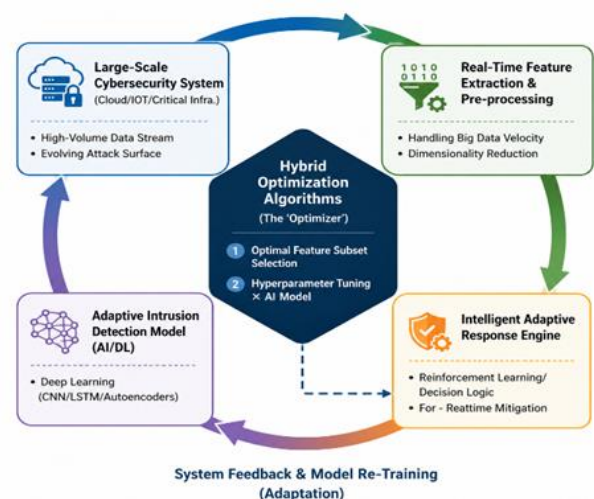 Large-Scale
Cybersecurity System
(Cloud/IOT/Critical Infra.)
• High-Volume Data Stream
• Evolving Attack Surface
1010
0110
Real-Time Feature
Extraction &
Pre-processing
• Handling Big Data Velocity
• Dimensionality Reduction
Hybrid
Optimization
Algorithms
(The 'Optimizer')
1 Optimal Feature Subset
Selection
2 Hyperparameter Tuning
× AI Model
Adaptive Intrusion
Detection Model
(AI/DL)
• Deep Learning
(CNN/LSTM/Autoencoders)
Intelligent Adaptive
Response Engine
• Reinforcement Learning/
Decision Logic
• For - Realttime Mitigation
System Feedback & Model Re-Training
(Adaptation)